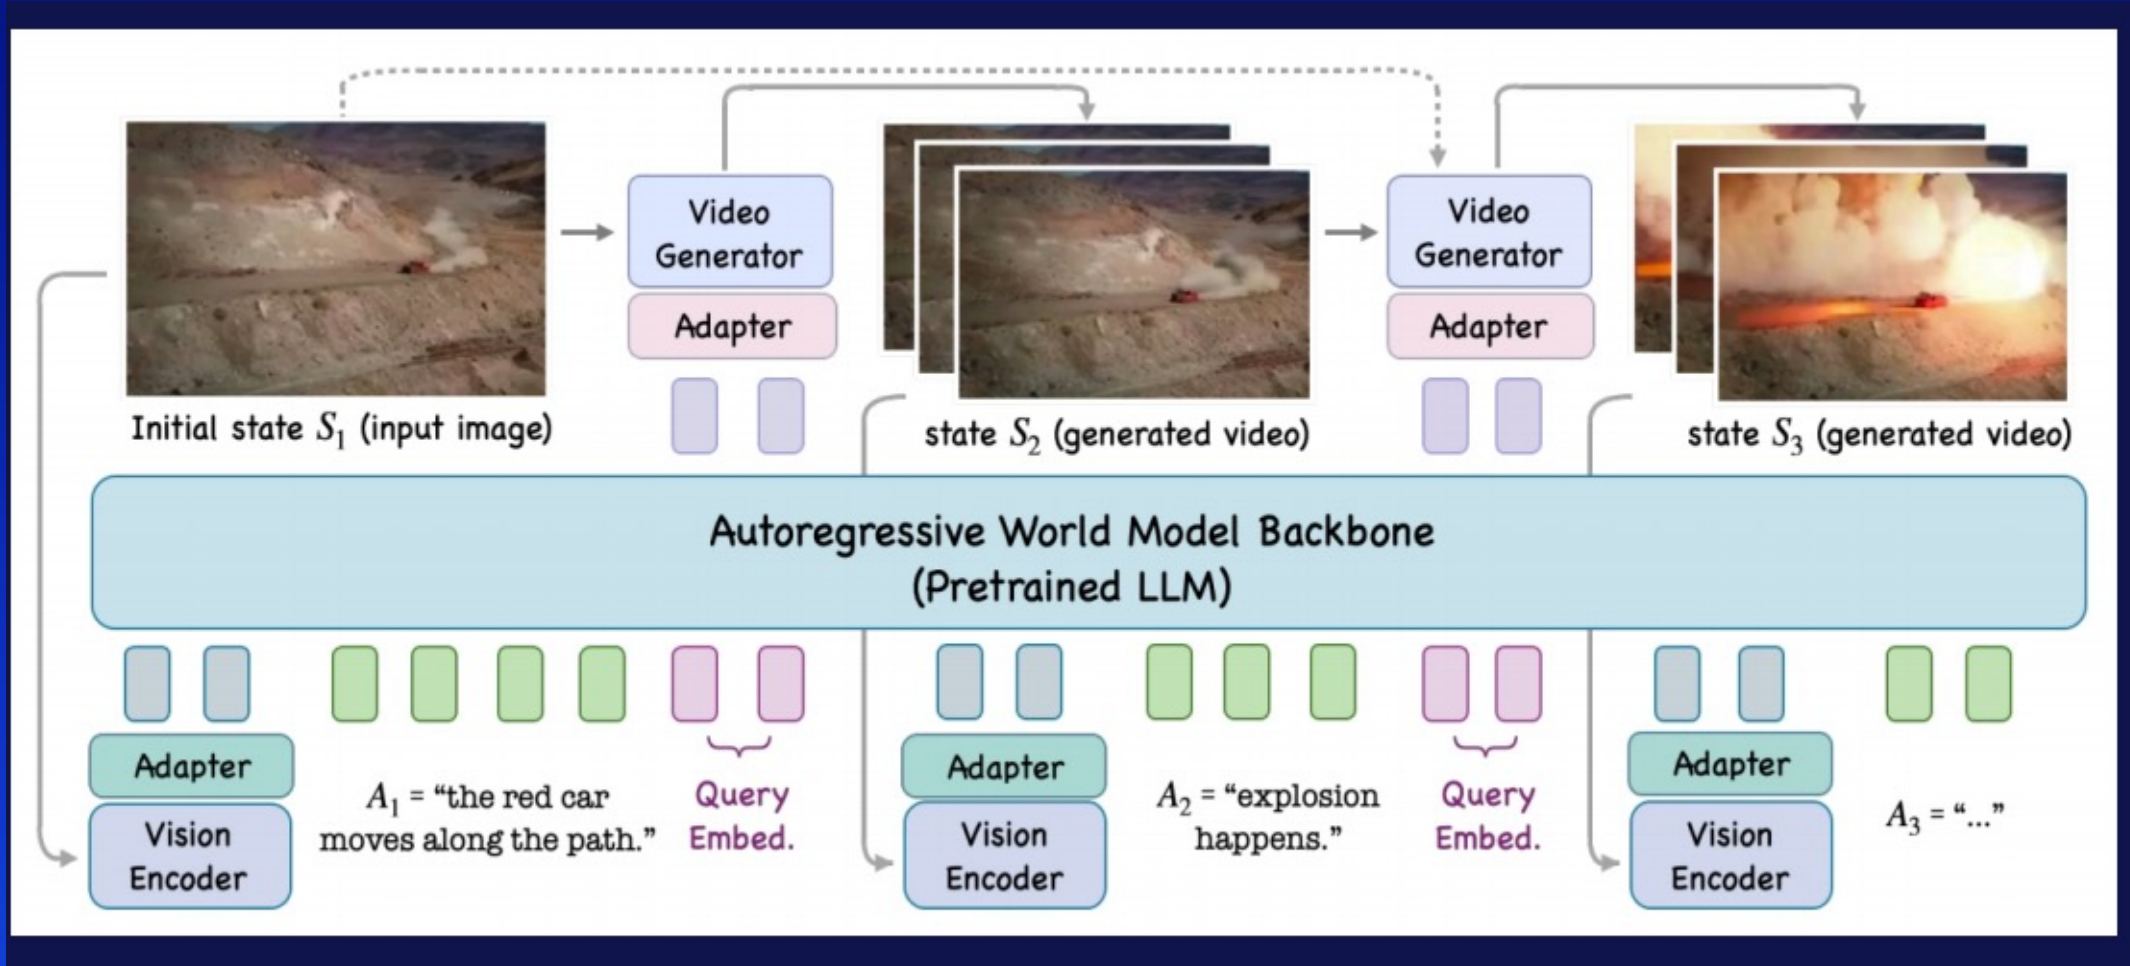 Video
Generator
Adapter
Initial state S₁ (input image)
state S₂ (generated video)
Video
Generator
Adapter
state S₃ (generated video)
Autoregressive World Model Backbone
(Pretrained LLM)
Adapter
Vision
Encoder
A₁ = “the red car
moves along the path.”
Query
Embed.
Adapter
Vision
Encoder
A₂ = “explosion
happens.”
Query
Embed.
Adapter
Vision
Encoder
A₃ = “...”